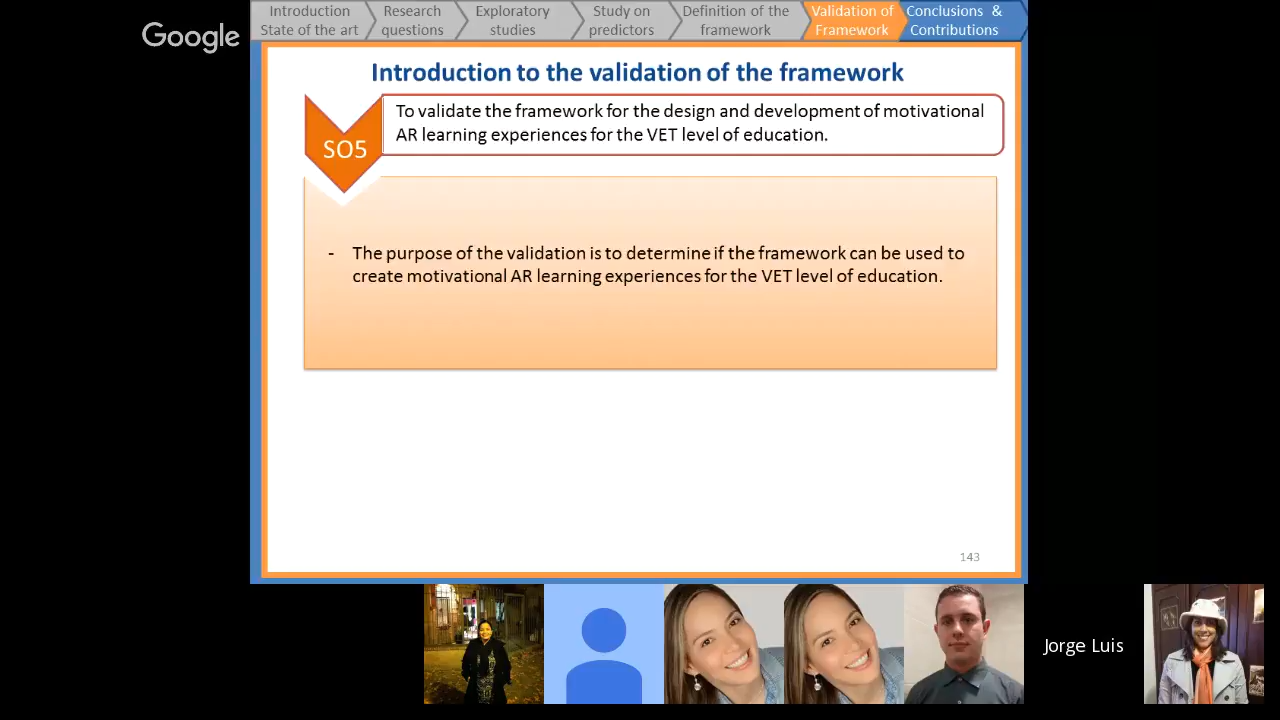 Google
Introduction
State of the art
Research
questions
Exploratory
studies
Study on
predictors
Definition of the
framework
Validation of
Framework
Conclusions &
Contributions
Introduction to the validation of the framework
SO5
To validate the framework for the design and development of motivational
AR learning experiences for the VET level of education.
- The purpose of the validation is to determine if the framework can be used to
create motivational AR learning experiences for the VET level of education.
143
Jorge Luis